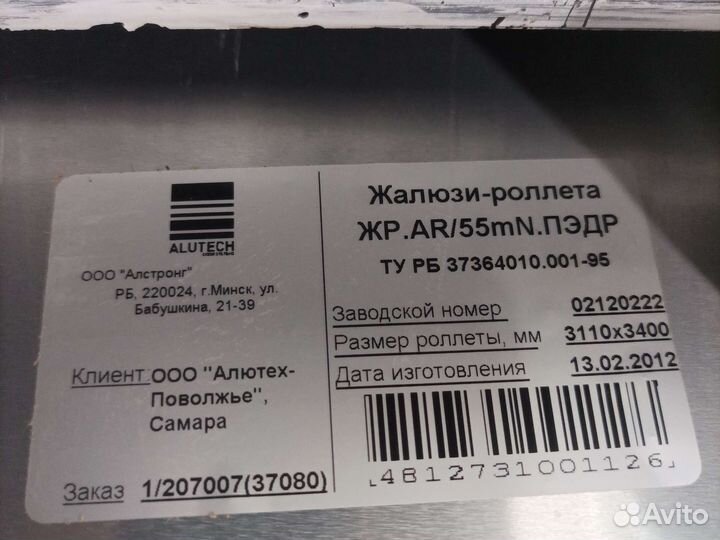 ALUTECH
ООО "Алстронг"
РБ, 220024, г.Минск, ул.
Бабушкина, 21-39
Клиент: ООО "Алютех-
Поволжье",
Самара
Заказ 1/207007(37080)
Жалюзи-роллета
ЖР.AR/55mN.ПЭДР
ТУ РБ 37364010.001-95
Заводской номер 02120222
Размер роллеты, мм 3110x3400
Дата изготовления 13.02.2012
4812731001126
Avito